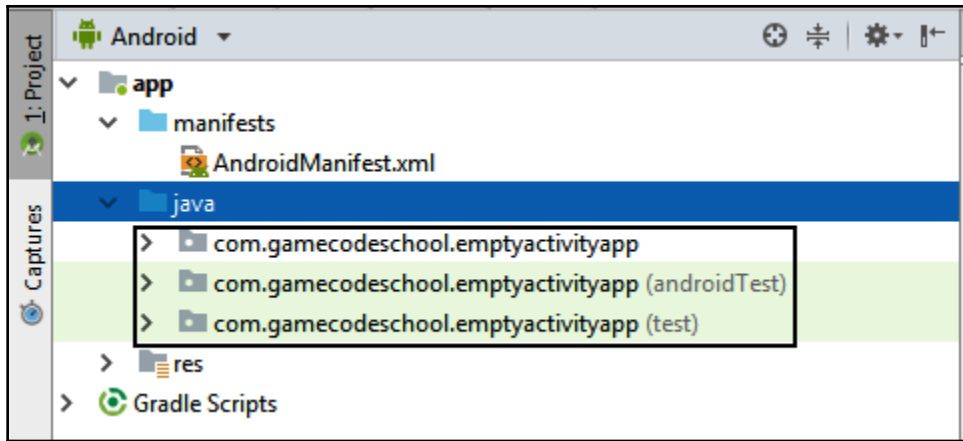 Android
1: Project
Captures
app
manifests
AndroidManifest.xml
java
com.gamecodeschool.emptyactivityapp
com.gamecodeschool.emptyactivityapp (androidTest)
com.gamecodeschool.emptyactivityapp (test)
res
Gradle Scripts